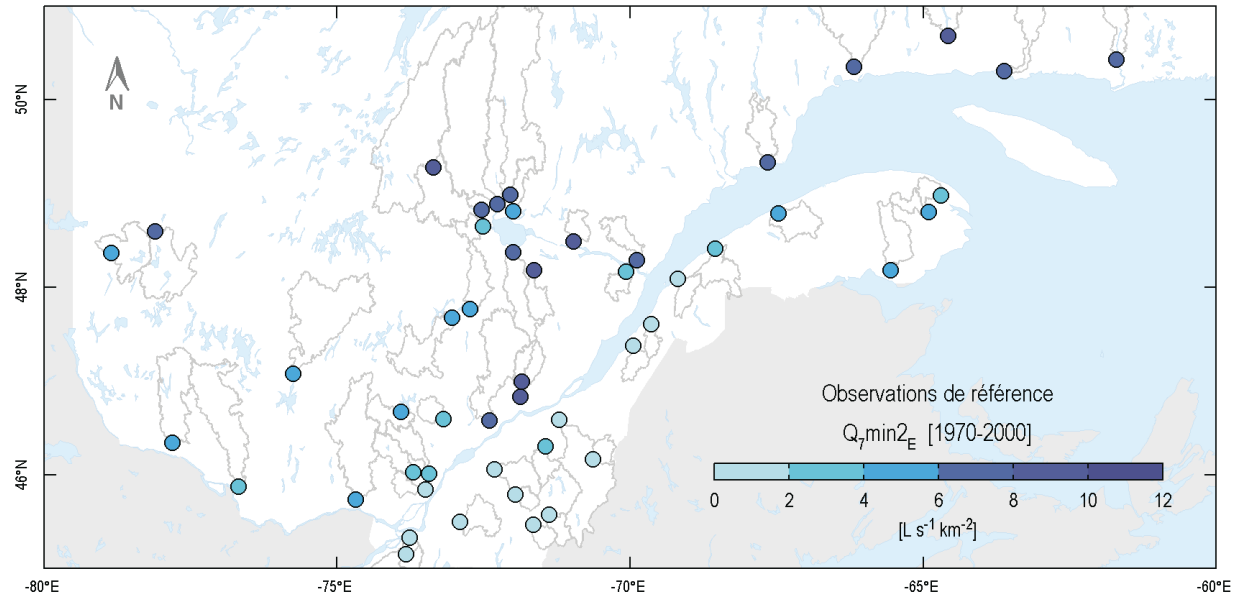 50°N
48°N
46°N
N
Observations de référence
Q7min2E [1970-2000]
0 2 4 6 8 10 12
[L s-1 km-2]
-80°E -75°E -70°E -65°E -60°E